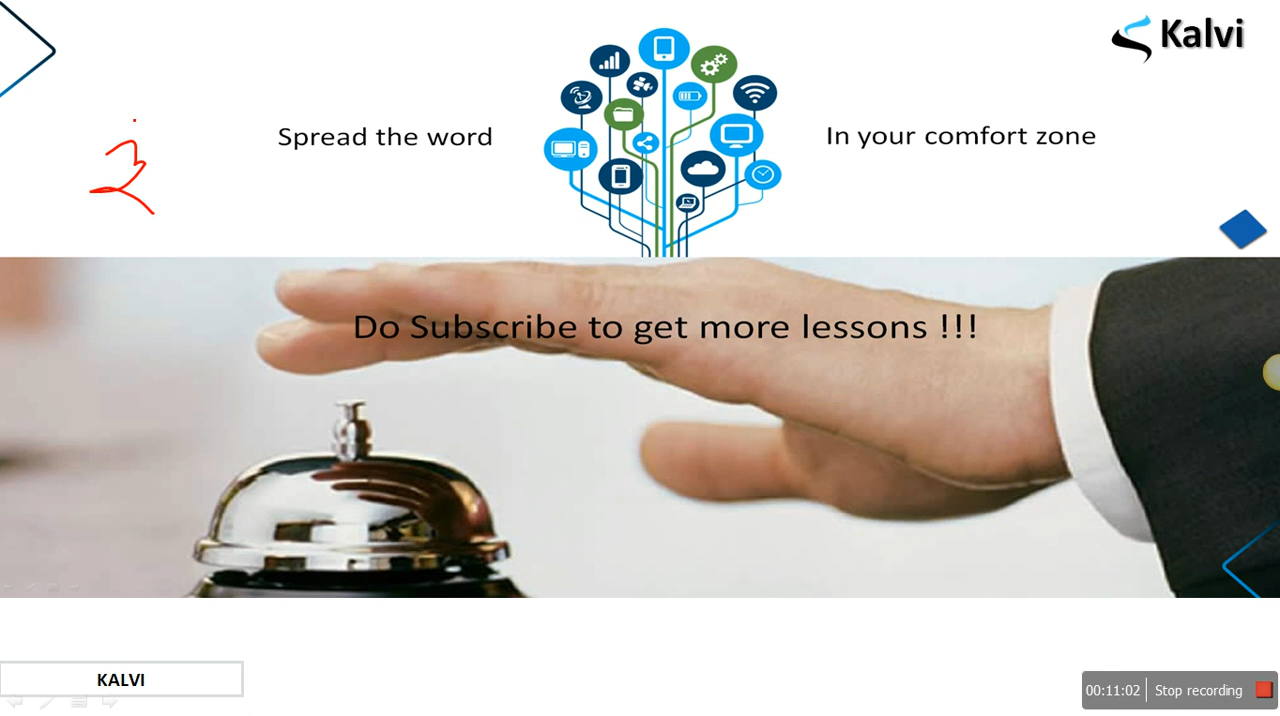 Kalvi
Spread the word
In your comfort zone
Do Subscribe to get more lessons !!!
KALVI
00:11:02 Stop recording